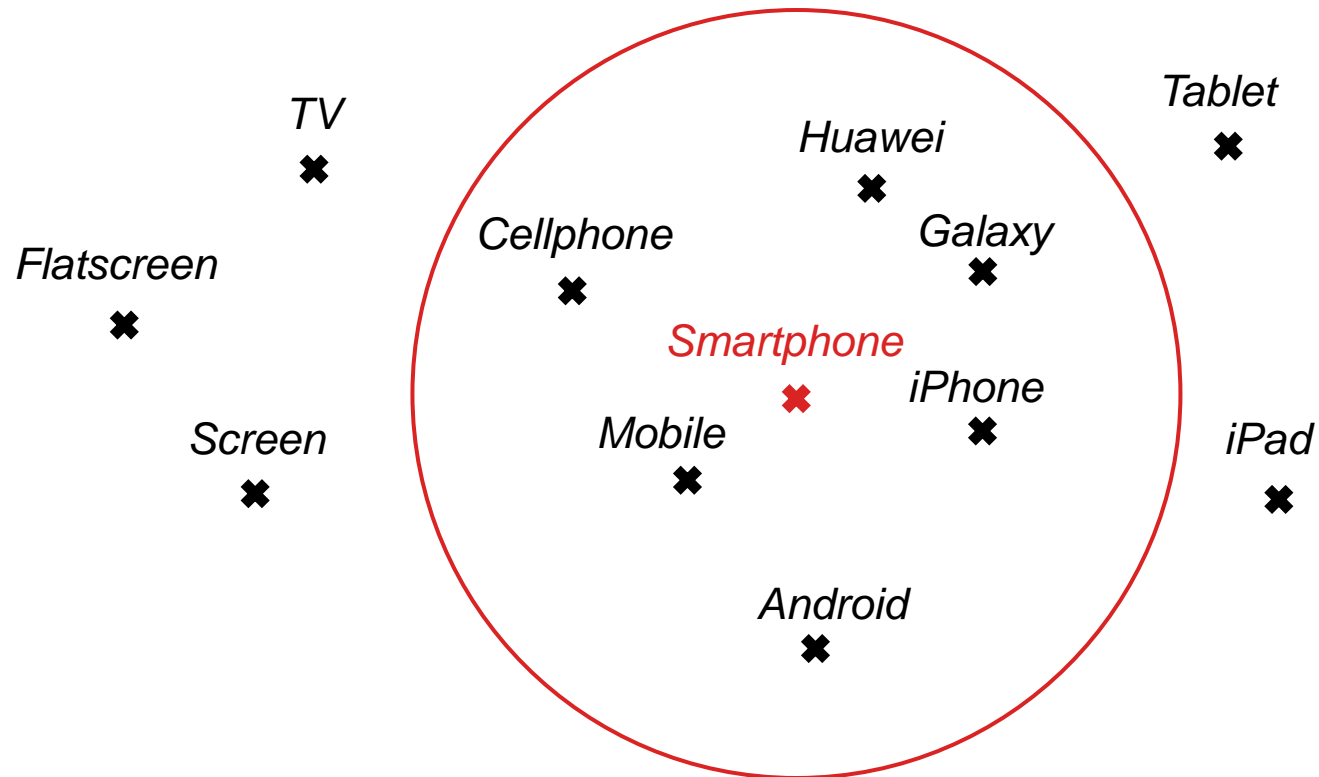 Tablet
TV
Huawei
Cellphone
Galaxy
Flatscreen
Smartphone
iPhone
Mobile
Screen
iPad
Android